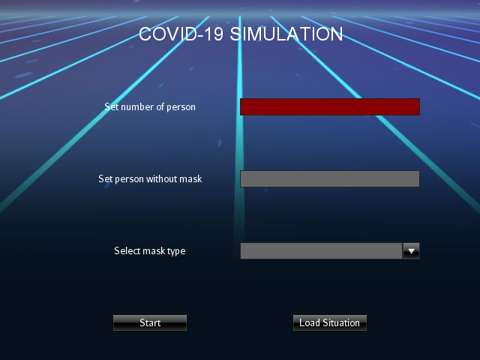 COVID-19 SIMULATION
Set number of person
Set person without mask
Select mask type
Start
Load Situation